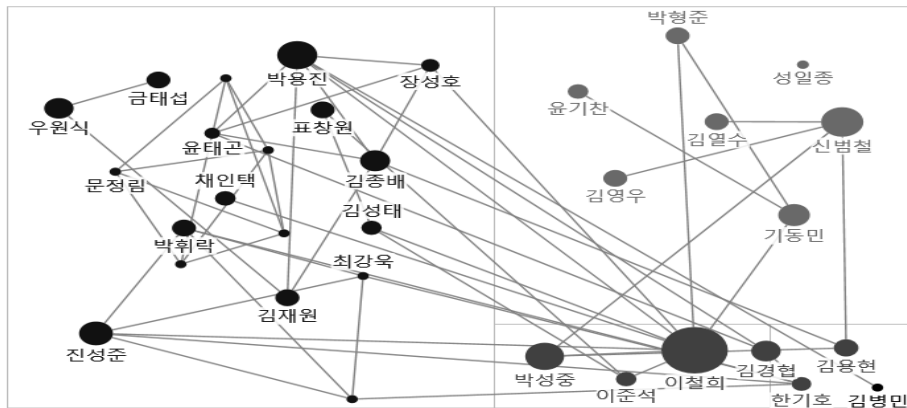 박형준
성일종
박용진
장성호
금태섭
윤기찬
우원식
표창원
윤태곤
김열수
신범철
문정림
채인택
김종배
김영우
김성태
기동민
박휘락
최강욱
김재원
진성준
박성중
이준석
이철희
김경협
김용현
한기호
김병민